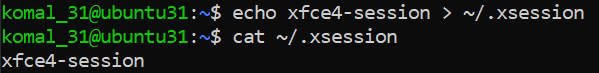 komal_31@ubuntu31:~$ echo xfce4-session > ~/.xsession
komal_31@ubuntu31:~$ cat ~/.xsession
xfce4-session